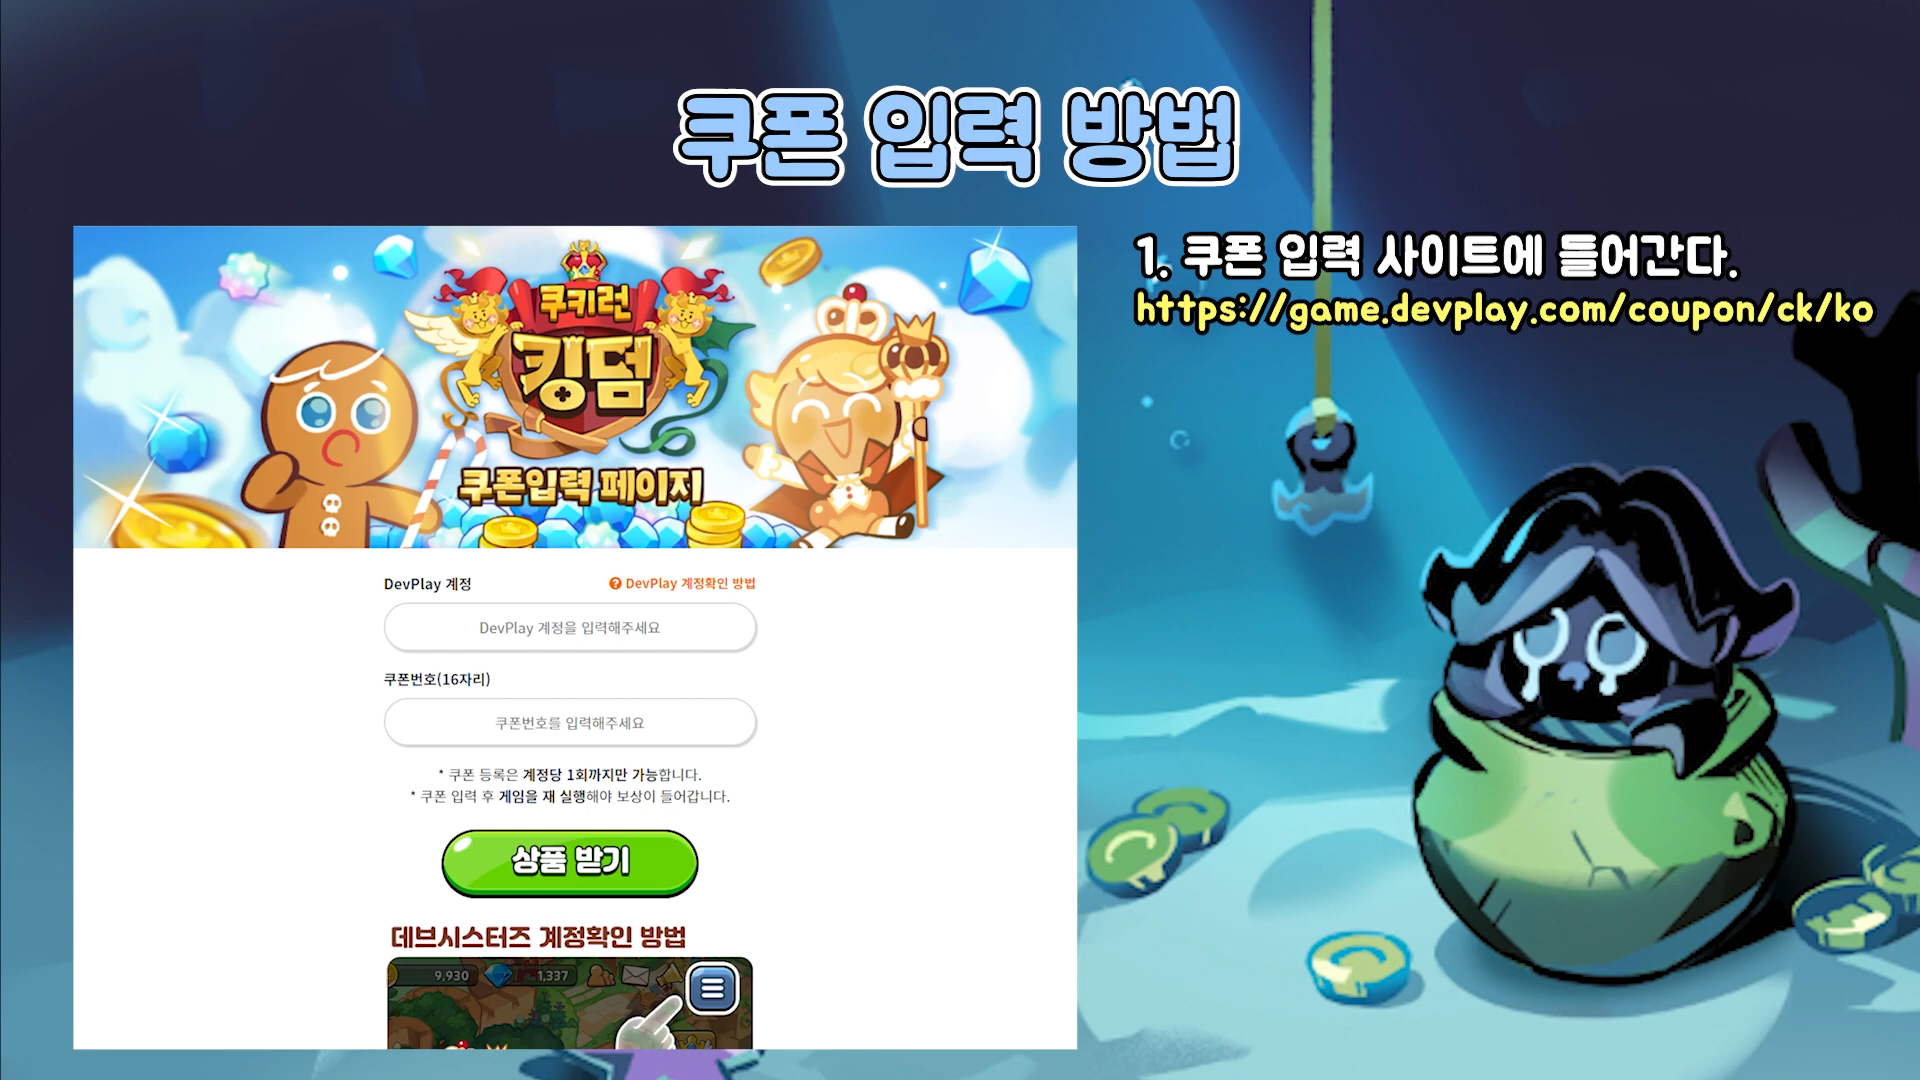 쿠폰 입력 방법
1. 쿠폰 입력 사이트에 들어간다.
https://game.devplay.com/coupon/ck/ko
쿠키런
킹덤
쿠폰입력 페이지
DevPlay 계정
? DevPlay 계정확인 방법
DevPlay 계정을 입력해주세요
쿠폰번호(16자리)
쿠폰번호를 입력해주세요
* 쿠폰 등록은 계정당 1회까지만 가능합니다.
* 쿠폰 입력 후 게임을 재 실행해야 보상이 들어갑니다.
상품 받기
데브시스터즈 계정확인 방법
9,930
1,337